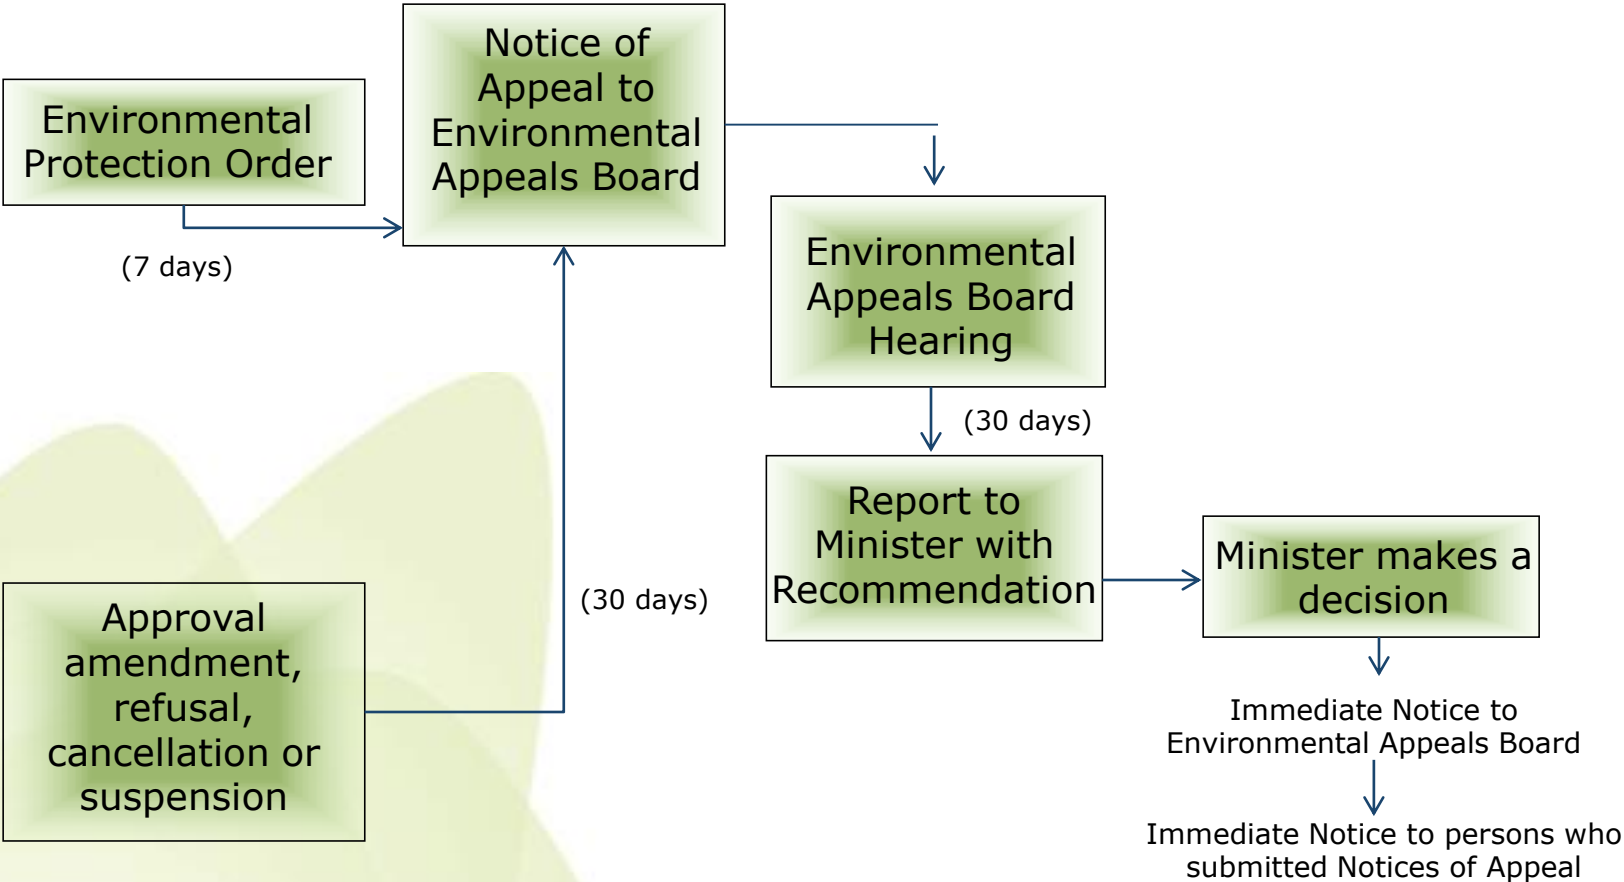 Environmental
Protection Order
(7 days)
Notice of
Appeal to
Environmental
Appeals Board
Approval
amendment,
refusal,
cancellation or
suspension
(30 days)
Environmental
Appeals Board
Hearing
(30 days)
Report to
Minister with
Recommendation
Minister makes a
decision
Immediate Notice to
Environmental Appeals Board
Immediate Notice to persons who
submitted Notices of Appeal